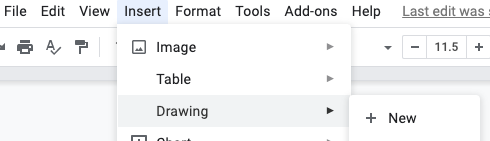 File Edit View Insert Format Tools Add-ons Help Last edit was
Image
11.5
Table
Drawing
New